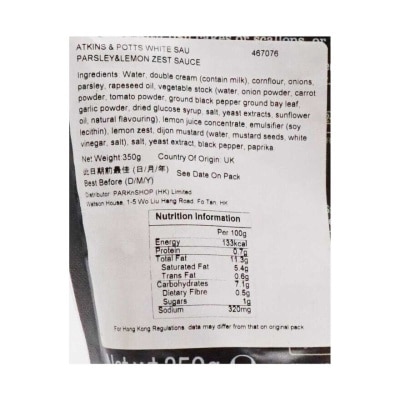 ATKINS & POTTS WHITE SAU 467076
PARSLEY&LEMON ZEST SAUCE
Ingredients: Water, double cream (contain milk), cornflour, onions,
parsley, rapeseed oil, vegetable stock (water, onion powder, carrot
powder, tomato powder, ground black pepper ground bay leaf,
garlic powder, dried glucose syrup, salt, yeast extracts, sunflower
oil, natural flavouring), lemon juice concentrate, emulsifier (soy
lecithin), lemon zest, dijon mustard (water, mustard seeds, white
vinegar, salt), salt, yeast extract, black pepper, paprika.
Net Weight 350g Country Of Origin: UK
此日期前最佳 (日/月/年) See Date On Pack
Best Before (D/M/Y)
Distributor: PARKnSHOP (HK) Limited
Watson House, 1-5 Wo Liu Hang Road, Fo Tan, HK
Nutrition Information
Per 100g
Energy 133kcal
Protein 0.7g
Total Fat 11.3g
Saturated Fat 5.4g
Trans Fat 0.6g
Carbohydrates 7.1g
Dietary Fibre 0.5g
Sugars 1g
Sodium 320mg
For Hong Kong Regulations, data may differ from that on original pack